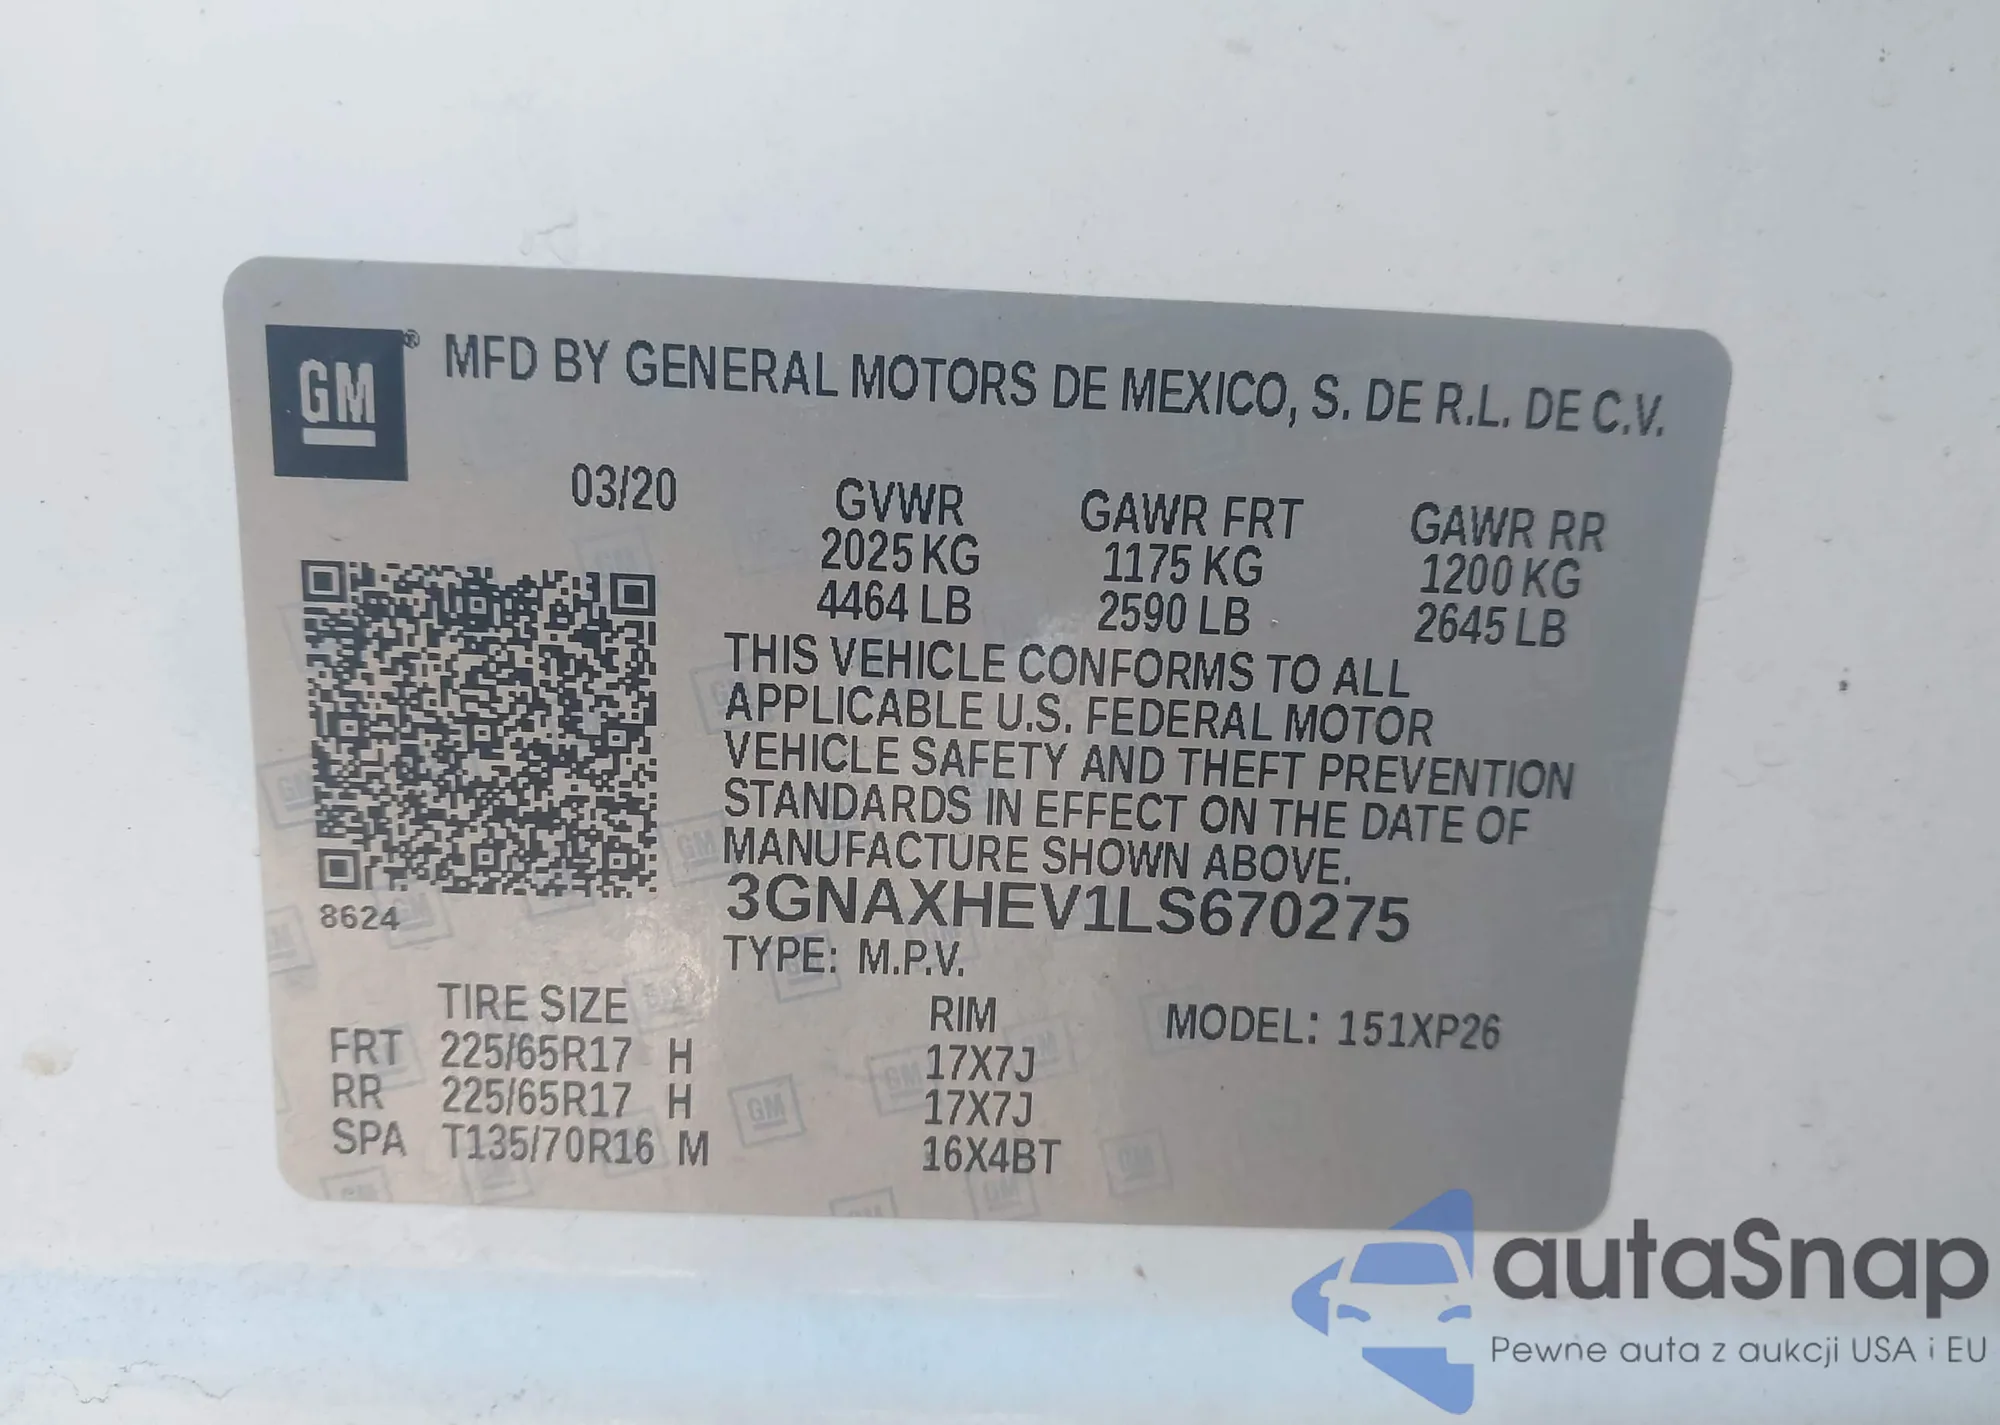 GM ® MFD BY GENERAL MOTORS DE MEXICO, S. DE R.L. DE C.V.
03/20 GVWR GAWR FRT GAWR RR
2025 KG 1175 KG 1200 KG
4464 LB 2590 LB 2645 LB
THIS VEHICLE CONFORMS TO ALL
APPLICABLE U.S. FEDERAL MOTOR
VEHICLE SAFETY AND THEFT PREVENTION
STANDARDS IN EFFECT ON THE DATE OF
MANUFACTURE SHOWN ABOVE.
8624 3GNAXHEV1LS670275
TYPE: M.P.V.
TIRE SIZE RIM MODEL: 151XP26
FRT 225/65R17 H 17X7J
RR 225/65R17 H 17X7J
SPA T135/70R16 M 16X4BT
autaSnap
Pewne auta z aukcji USA i EU